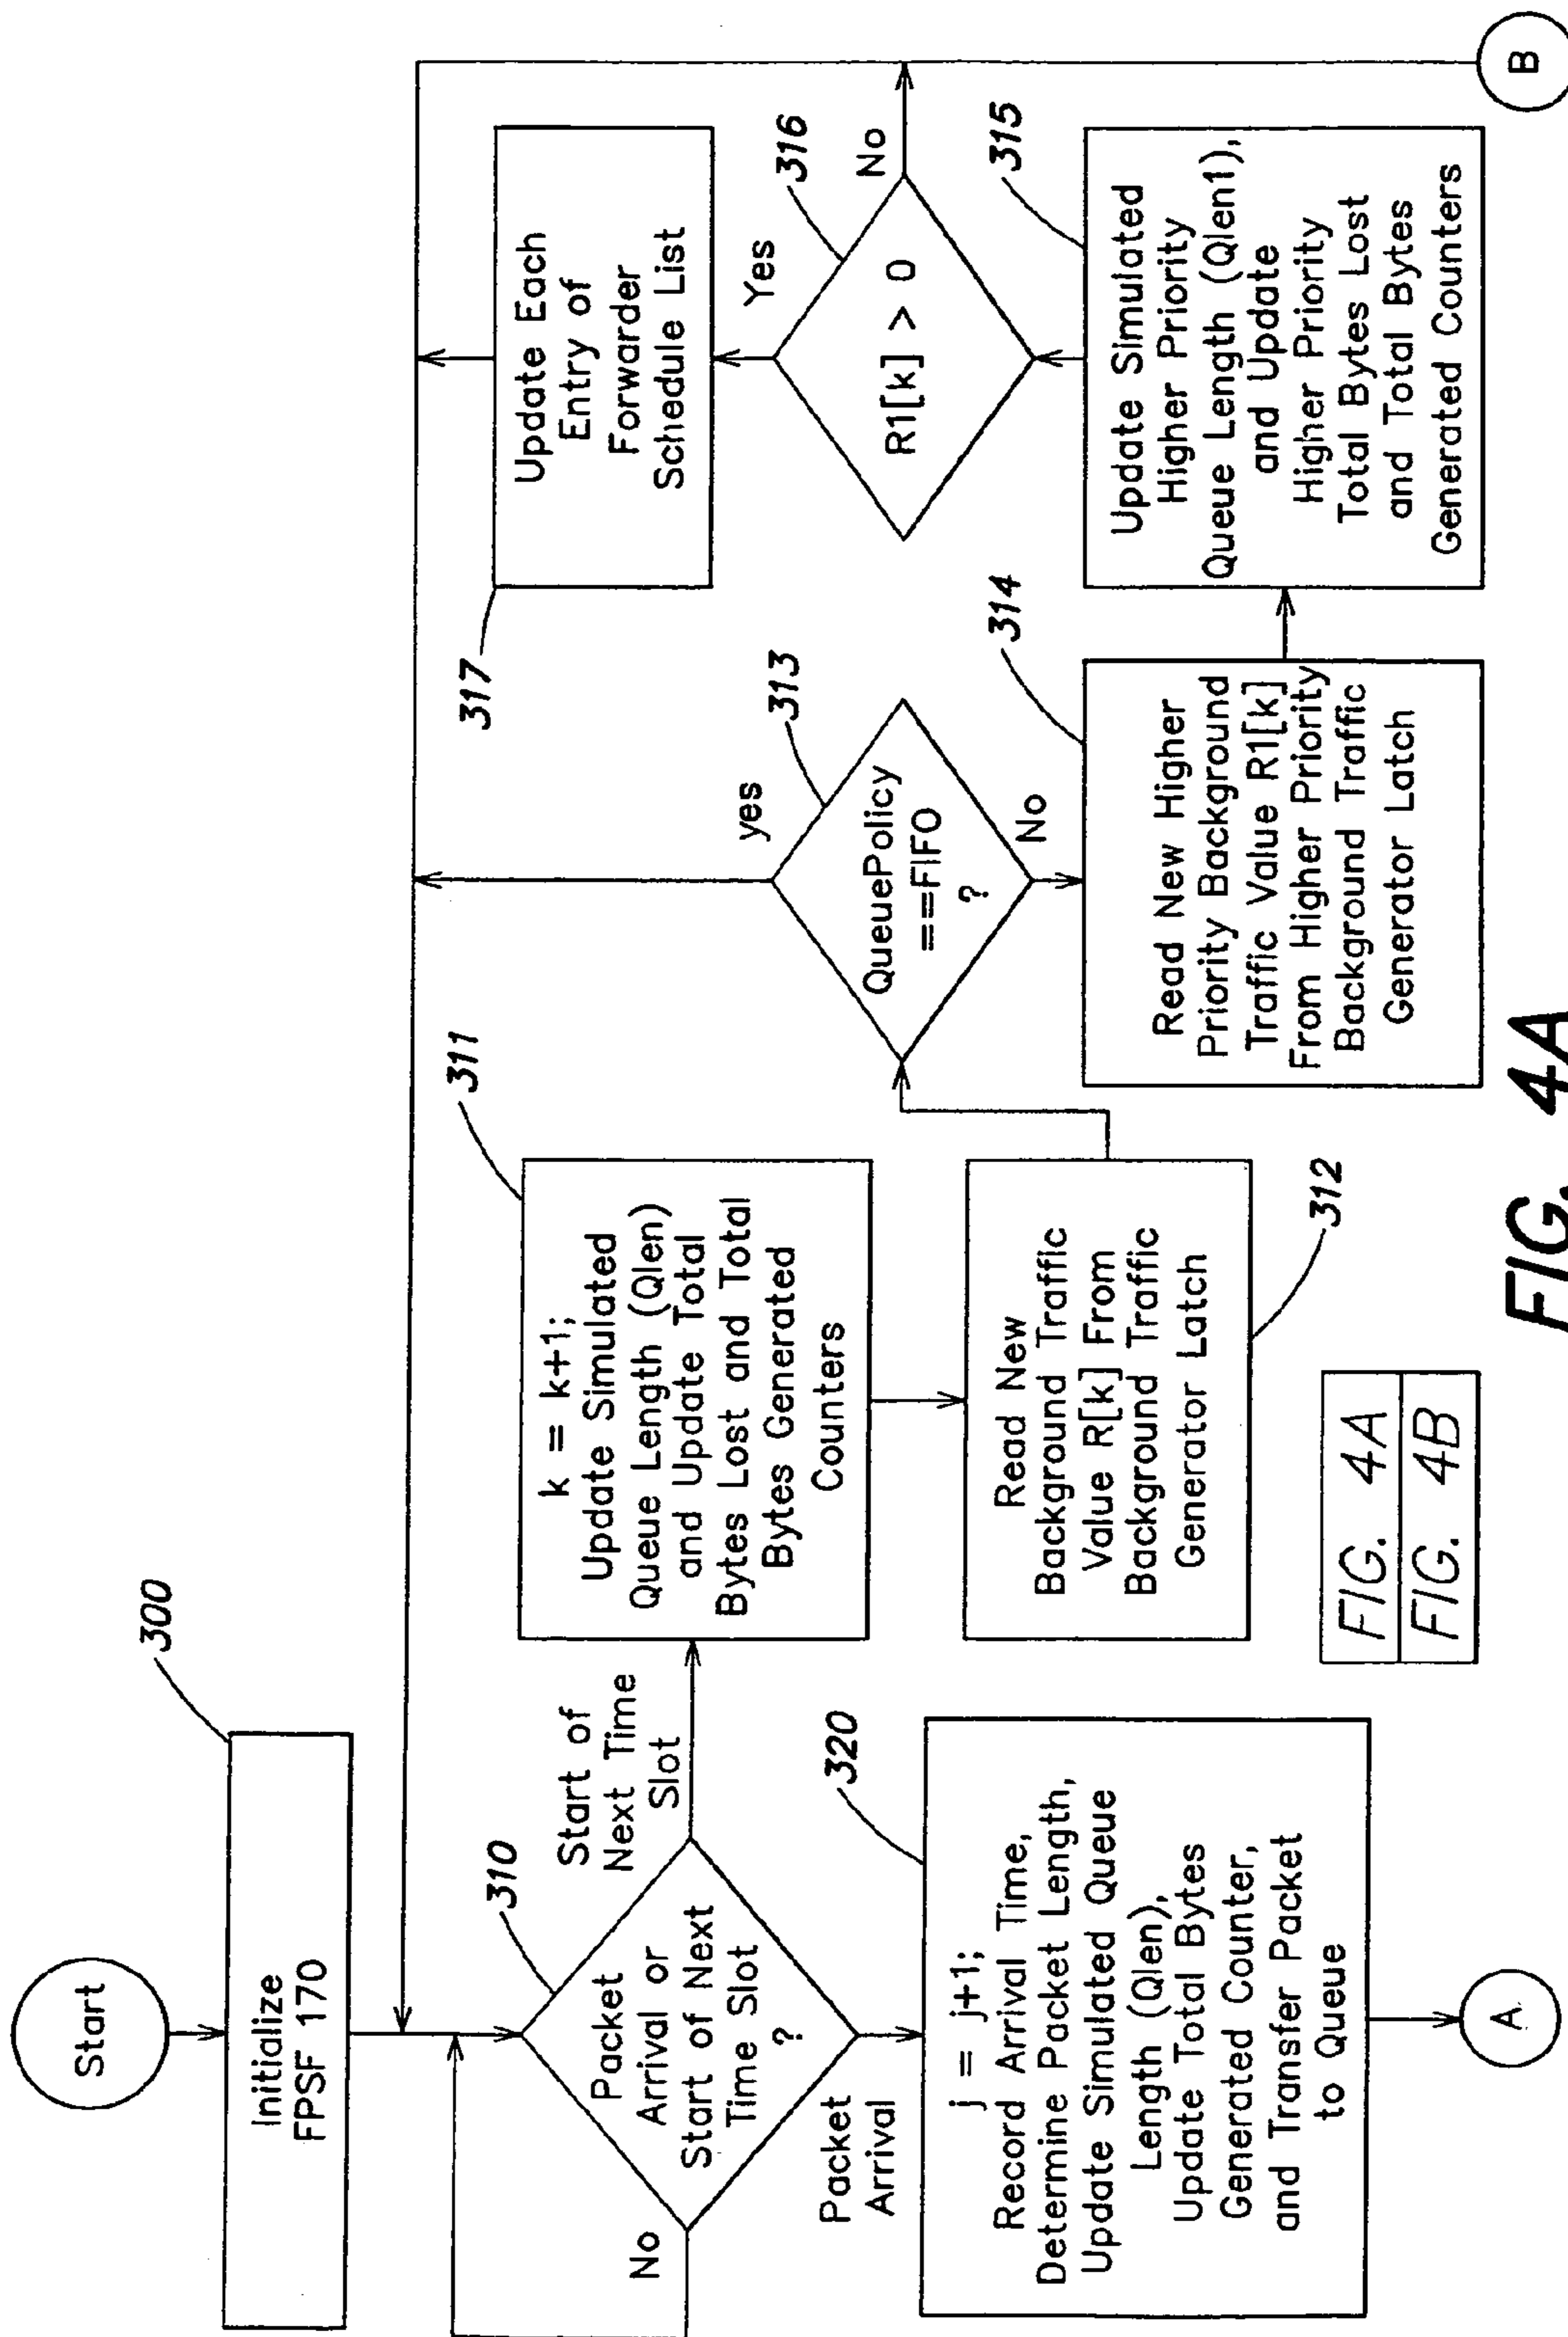 Start
300
Initialize
FPSF 170
310
Packet
Arrival or
Start of Next
Time Slot
?
No
Start of
Next Time
Slot
Packet
Arrival
320
j = j+1;
Record Arrival Time,
Determine Packet Length,
Update Simulated Queue
Length (Qlen),
Update Total Bytes
Generated Counter,
and Transfer Packet
to Queue
A
311
k = k+1;
Update Simulated
Queue Length (Qlen)
and Update Total
Bytes Lost and Total
Bytes Generated
Counters
Read New
Background Traffic
Value R[k] From
Background Traffic
Generator Latch
312
313
QueuePolicy
==FIFO
?
yes
No
314
Read New Higher
Priority Background
Traffic Value R1[k]
From Higher Priority
Background Traffic
Generator Latch
315
Update Simulated
Higher Priority
Queue Length (Qlen1),
and Update
Higher Priority
Total Bytes Lost
and Total Bytes
Generated Counters
316
R1[k] > 0
Yes
No
317
Update Each
Entry of
Forwarder
Schedule List
B
FIG. 4A
FIG. 4B
FIG. 4A